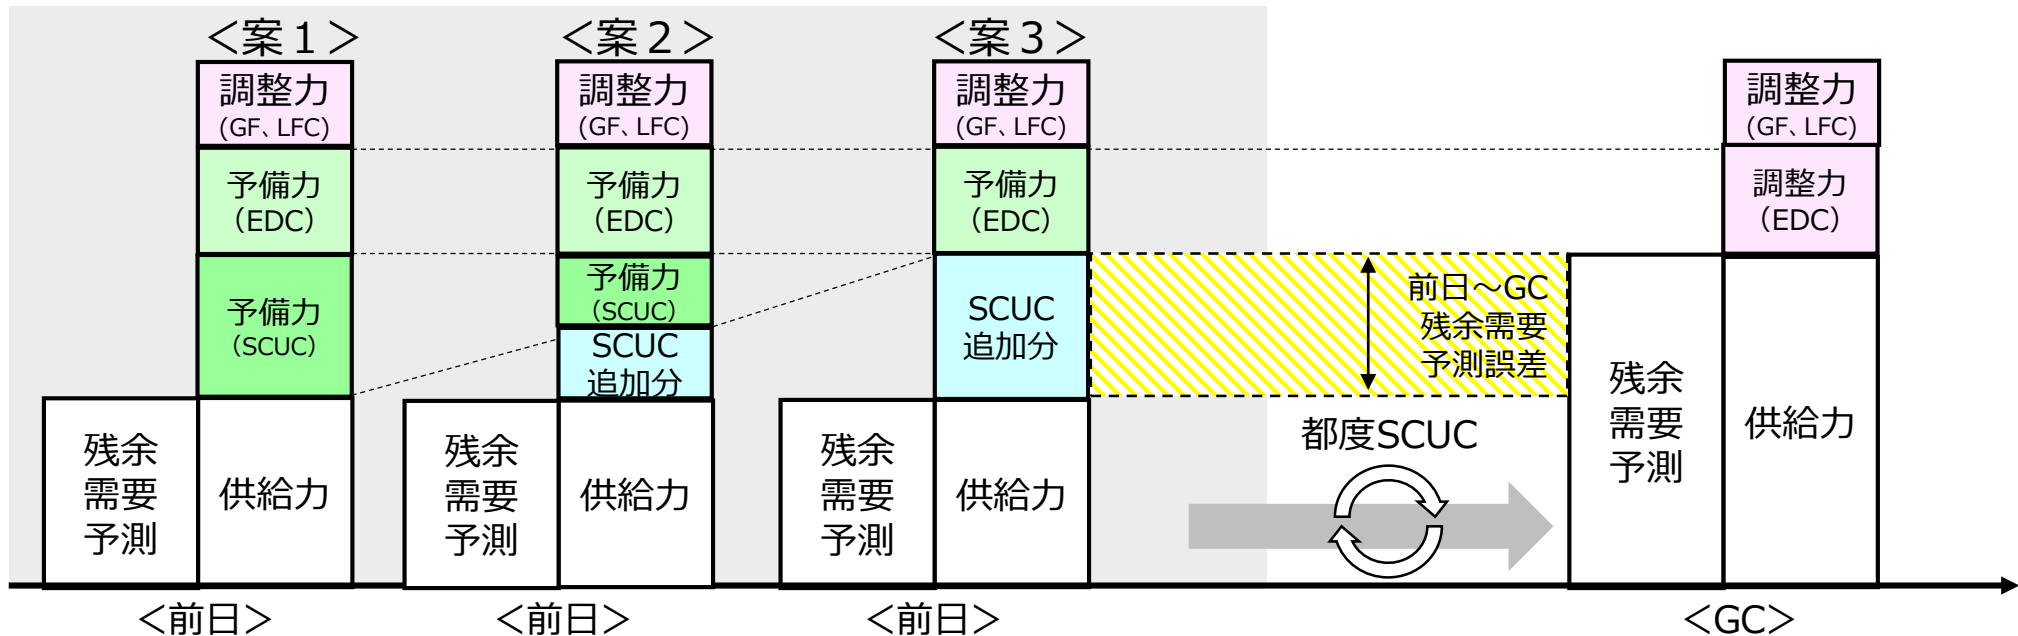 ＜案１＞
調整力
(GF、LFC)
予備力
（EDC）
予備力
（SCUC）
残余
需要
予測
供給力
＜前日＞
＜案２＞
調整力
(GF、LFC)
予備力
（EDC）
予備力
（SCUC）
SCUC
追加分
残余
需要
予測
供給力
＜前日＞
＜案３＞
調整力
(GF、LFC)
予備力
（EDC）
SCUC
追加分
残余
需要
予測
供給力
＜前日＞
前日～GC
残余需要
予測誤差
都度SCUC
調整力
(GF、LFC)
調整力
（EDC）
残余
需要
予測
供給力
＜GC＞